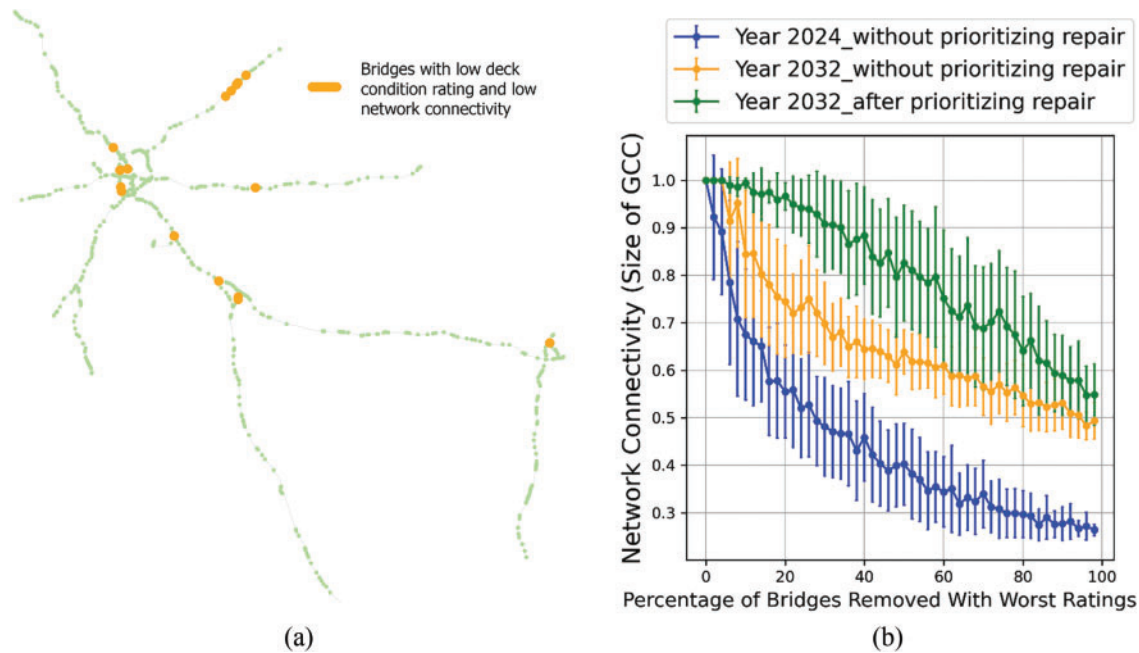 Bridges with low deck
condition rating and low
network connectivity
(a)
Year 2024_without prioritizing repair
Year 2032_without prioritizing repair
Year 2032_after prioritizing repair
Network Connectivity (Size of GCC)
1.0
0.9
0.8
0.7
0.6
0.5
0.4
0.3
0 20 40 60 80 100
Percentage of Bridges Removed With Worst Ratings
(b)